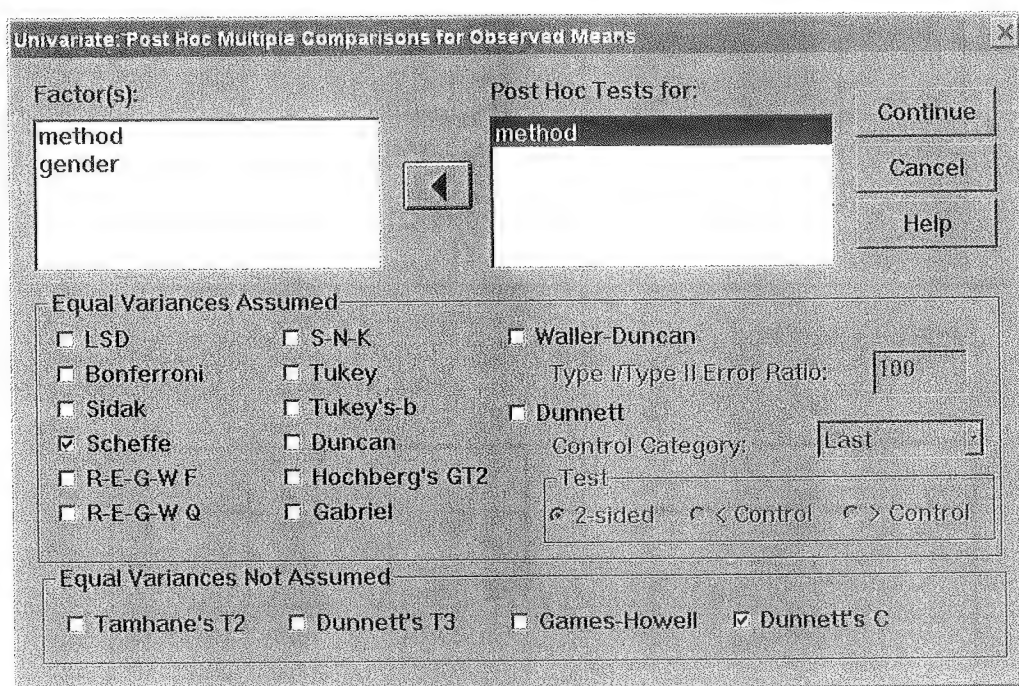 Univariate: Post Hoc Multiple Comparisons for Observed Means
Factor(s):
method
gender
Post Hoc Tests for:
method
Continue
Cancel
Help
Equal Variances Assumed
LSD
Bonferroni
Sidak
Scheffe
R-E-G-W F
R-E-G-W Q
S-N-K
Tukey
Tukey's-b
Duncan
Hochberg's GT2
Gabriel
Waller-Duncan
Type I/Type II Error Ratio: 100
Dunnett
Control Category: Last
Test
2-sided < Control > Control
Equal Variances Not Assumed
Tamhane's T2 Dunnett's T3 Games-Howell Dunnett's C